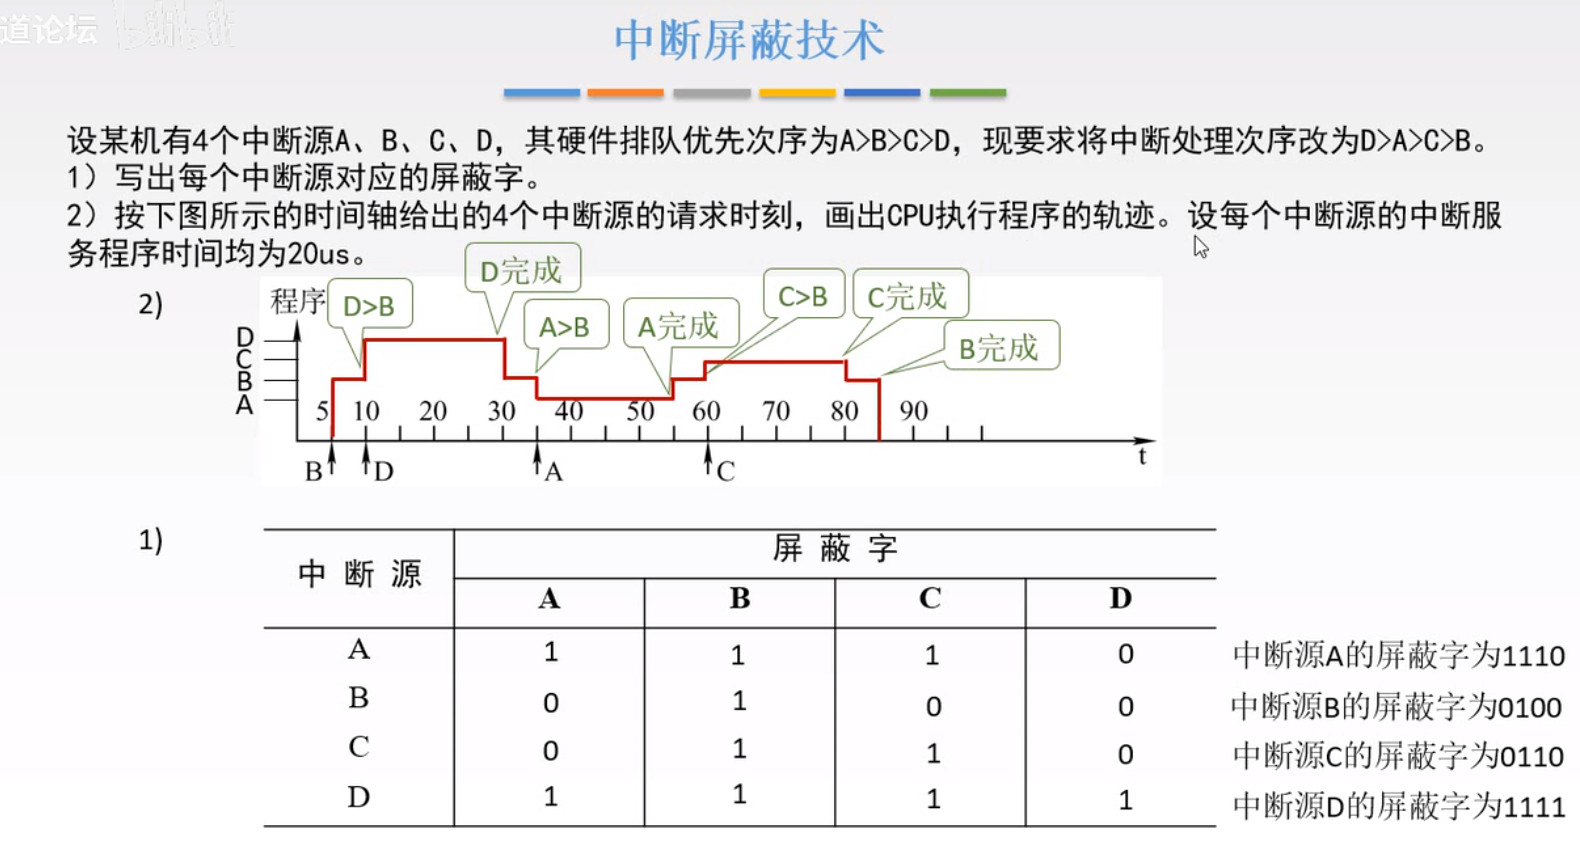 道论坛
中断屏蔽技术
设某机有4个中断源A、B、C、D，其硬件排队优先次序为A>B>C>D，现要求将中断处理次序改为D>A>C>B。
1）写出每个中断源对应的屏蔽字。
2）按下图所示的时间轴给出的4个中断源的请求时刻，画出CPU执行程序的轨迹。设每个中断源的中断服
务程序时间均为20us。
2)
程序
D>B
D完成
A>B
A完成
C>B
C完成
B完成
D
C
B
A
5 10 20 30 40 50 60 70 80 90
B D A C t
1)
中断源 屏蔽字
A B C D
A 1 1 1 0 中断源A的屏蔽字为1110
B 0 1 0 0 中断源B的屏蔽字为0100
C 0 1 1 0 中断源C的屏蔽字为0110
D 1 1 1 1 中断源D的屏蔽字为1111